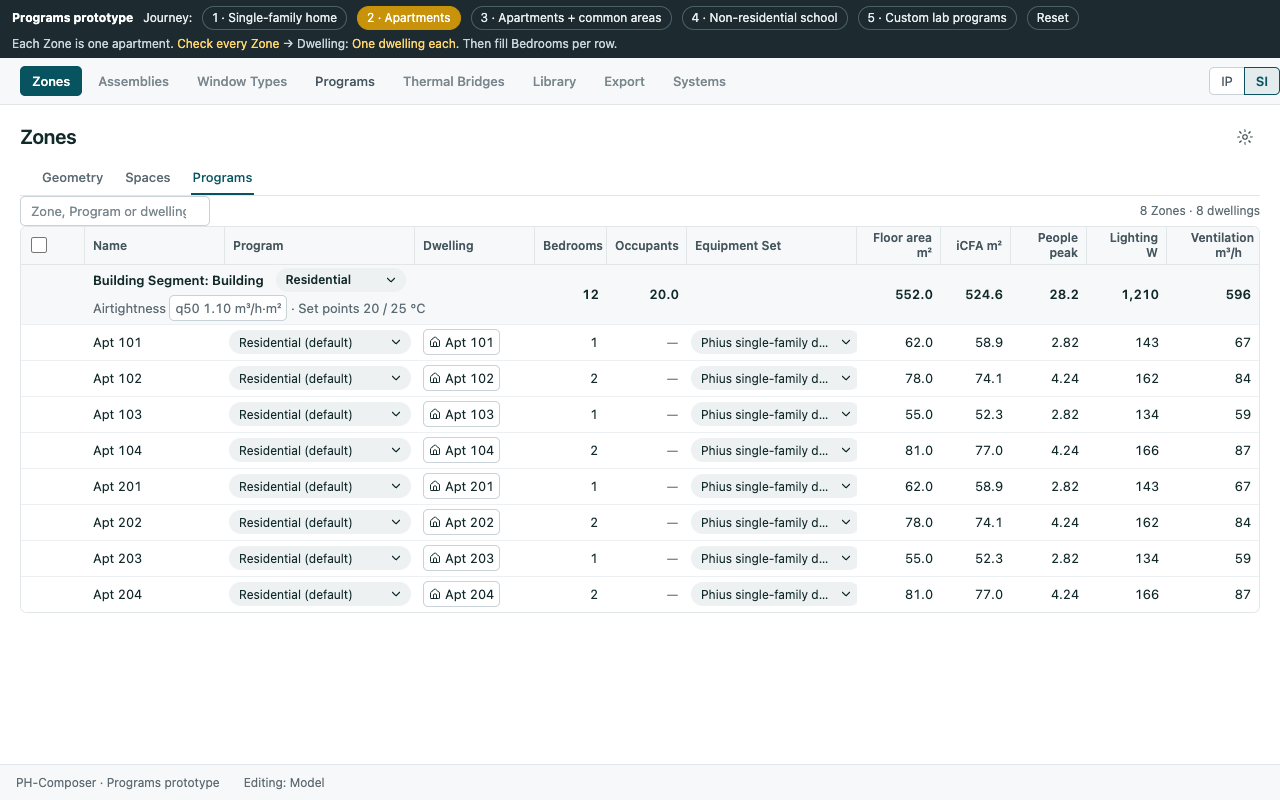 Programs prototype Journey: 1 · Single-family home 2 · Apartments 3 · Apartments + common areas 4 · Non-residential school 5 · Custom lab programs Reset
Each Zone is one apartment. Check every Zone → Dwelling: One dwelling each. Then fill Bedrooms per row.
Zones Assemblies Window Types Programs Thermal Bridges Library Export Systems IP SI
Zones
Geometry Spaces Programs
Zone, Program or dwelling 8 Zones · 8 dwellings
Name Program Dwelling Bedrooms Occupants Equipment Set Floor area m² iCFA m² People peak Lighting W Ventilation m³/h
Building Segment: Building Residential 12 20.0 552.0 524.6 28.2 1,210 596
Airtightness q50 1.10 m³/h·m² · Set points 20 / 25 °C
Apt 101 Residential (default) Apt 101 1 — Phius single-family d... 62.0 58.9 2.82 143 67
Apt 102 Residential (default) Apt 102 2 — Phius single-family d... 78.0 74.1 4.24 162 84
Apt 103 Residential (default) Apt 103 1 — Phius single-family d... 55.0 52.3 2.82 134 59
Apt 104 Residential (default) Apt 104 2 — Phius single-family d... 81.0 77.0 4.24 166 87
Apt 201 Residential (default) Apt 201 1 — Phius single-family d... 62.0 58.9 2.82 143 67
Apt 202 Residential (default) Apt 202 2 — Phius single-family d... 78.0 74.1 4.24 162 84
Apt 203 Residential (default) Apt 203 1 — Phius single-family d... 55.0 52.3 2.82 134 59
Apt 204 Residential (default) Apt 204 2 — Phius single-family d... 81.0 77.0 4.24 166 87
PH-Composer · Programs prototype Editing: Model